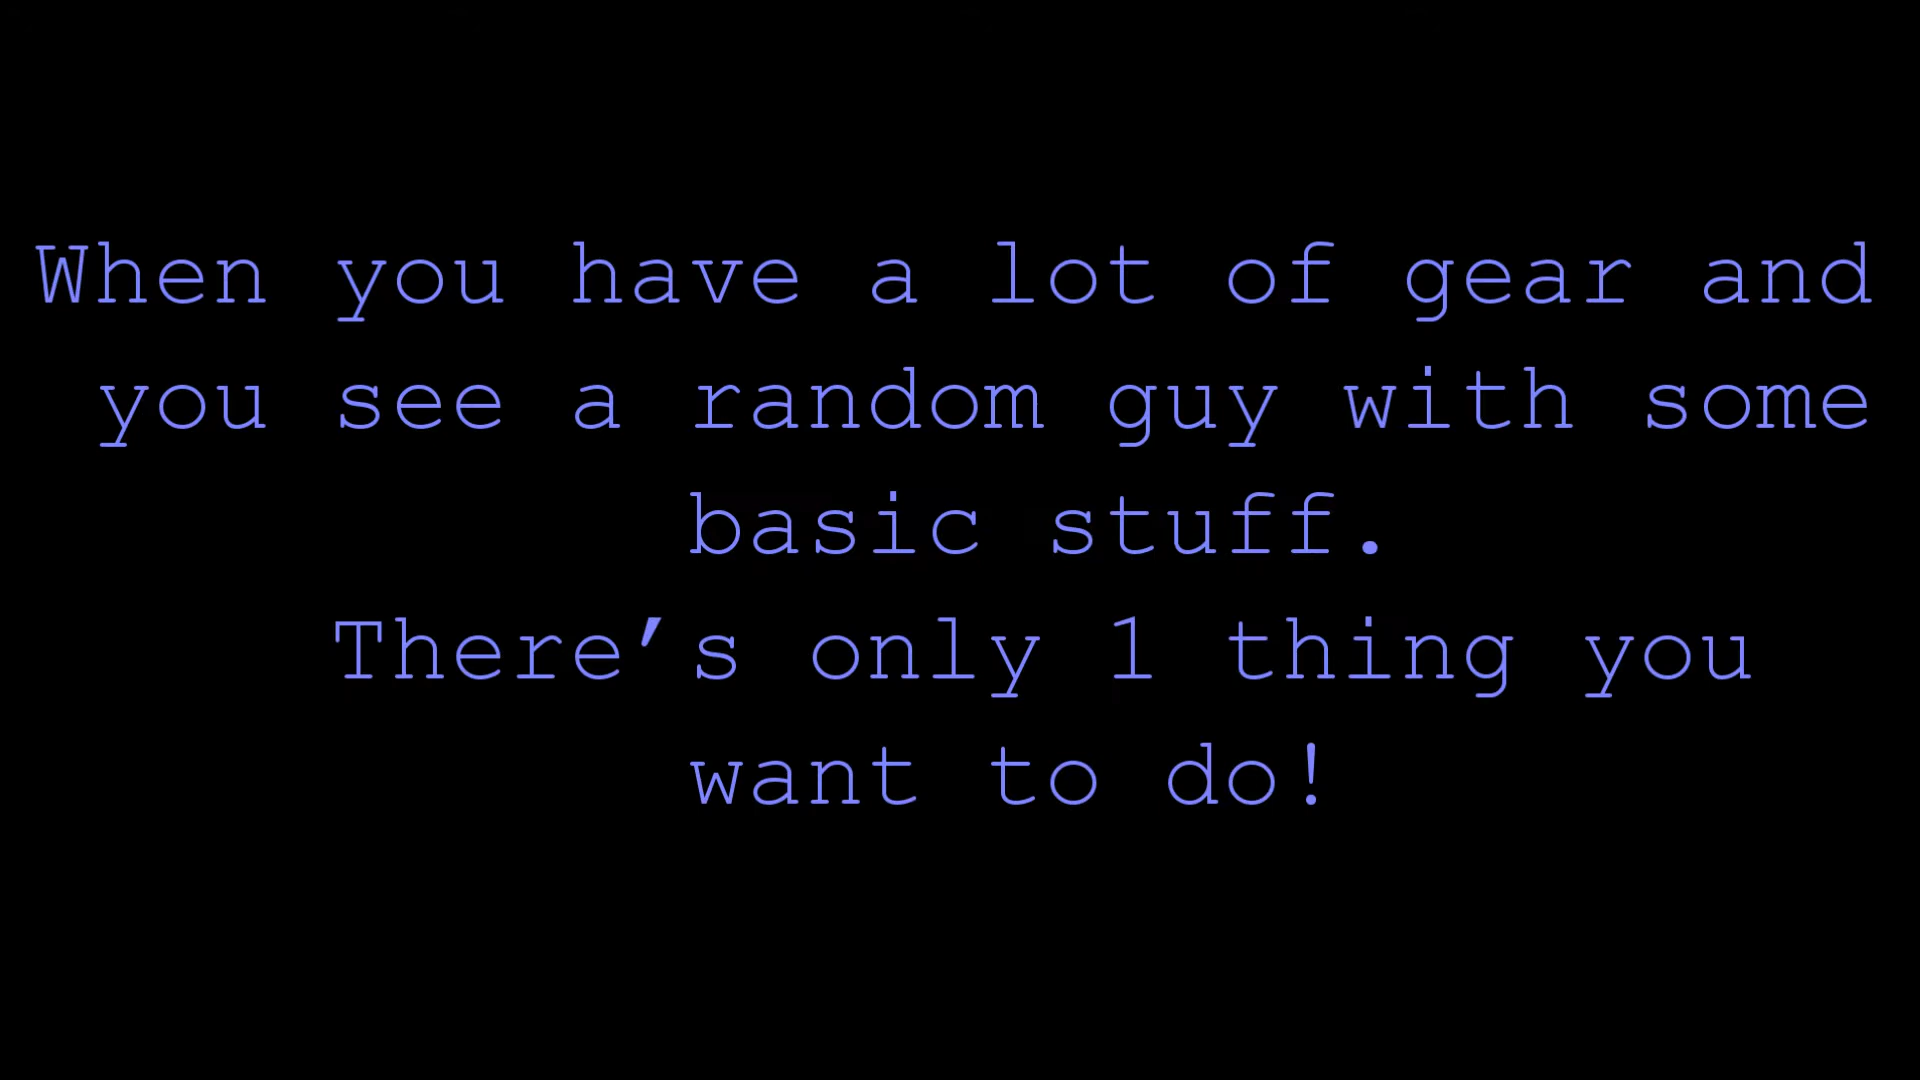 When you have a lot of gear and
you see a random guy with some
basic stuff.
There’s only 1 thing you
want to do!